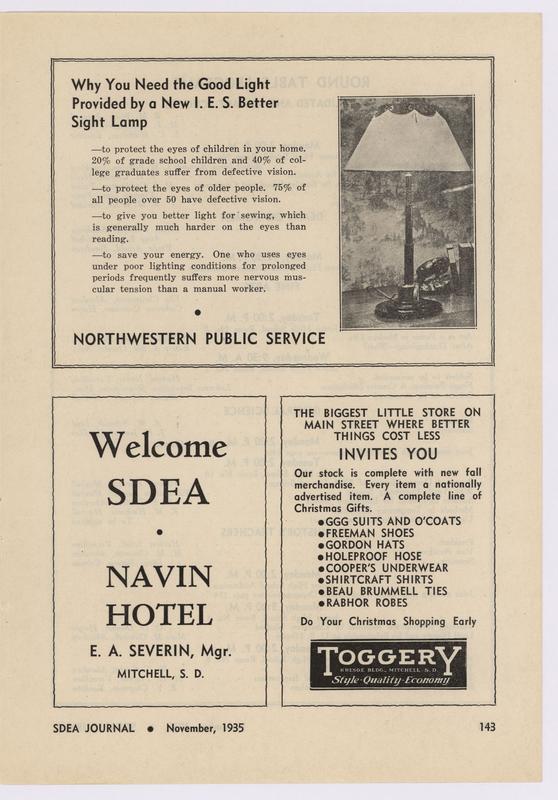 Why You Need the Good Light
Provided by a New I. E. S. Better
Sight Lamp
—to protect the eyes of children in your home.
20% of grade school children and 40% of col-
lege graduates suffer from defective vision.
—to protect the eyes of older people. 75% of
all people over 50 have defective vision.
—to give you better light for sewing, which
is generally much harder on the eyes than
reading.
—to save your energy. One who uses eyes
under poor lighting conditions for prolonged
periods frequently suffers more nervous mus-
cular tension than a manual worker.
●
NORTHWESTERN PUBLIC SERVICE
Welcome
SDEA
•
NAVIN
HOTEL
E. A. SEVERIN, Mgr.
MITCHELL, S. D.
THE BIGGEST LITTLE STORE ON
MAIN STREET WHERE BETTER
THINGS COST LESS
INVITES YOU
Our stock is complete with new fall
merchandise. Every item a nationally
advertised item. A complete line of
Christmas Gifts.
●GGG SUITS AND O'COATS
●FREEMAN SHOES
●GORDON HATS
●HOLEPROOF HOSE
●COOPER'S UNDERWEAR
●SHIRTCRAFT SHIRTS
●BEAU BRUMMELL TIES
●RABHOR ROBES
Do Your Christmas Shopping Early
TOGGERY
KRESGE BLDG., MITCHELL S. D.
Style-Quality-Economy
SDEA JOURNAL ● November, 1935
143